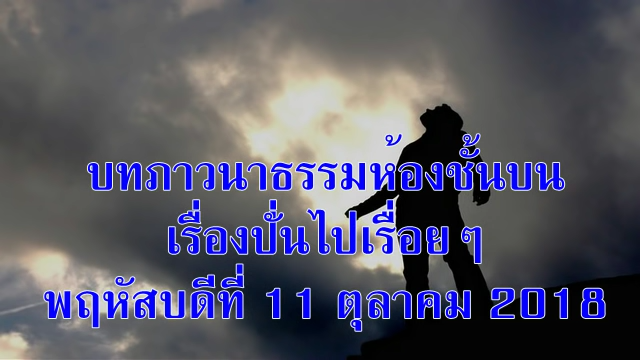 บทภาวนาธรรมห้องชั้นบน
เรื่องปั่นไปเรื่อยๆ
พฤหัสบดีที่ 11 ตุลาคม 2018